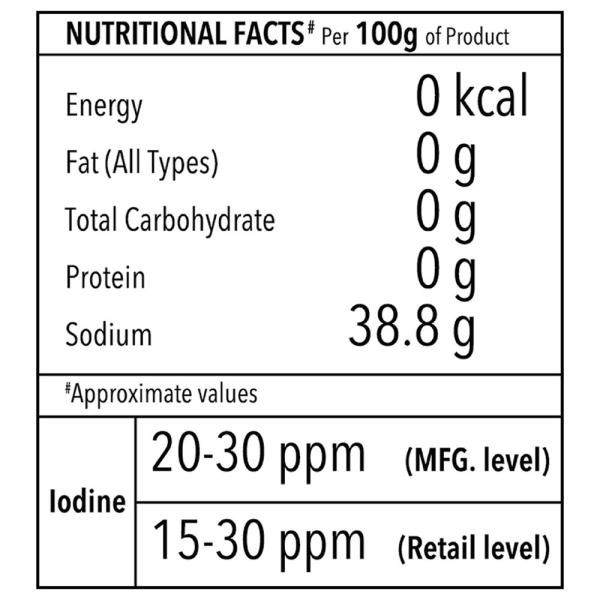 NUTRITIONAL FACTS# Per 100g of Product
Energy 0 kcal
Fat (All Types) 0 g
Total Carbohydrate 0 g
Protein 0 g
Sodium 38.8 g
#Approximate values
Iodine
20-30 ppm (MFG. level)
15-30 ppm (Retail level)